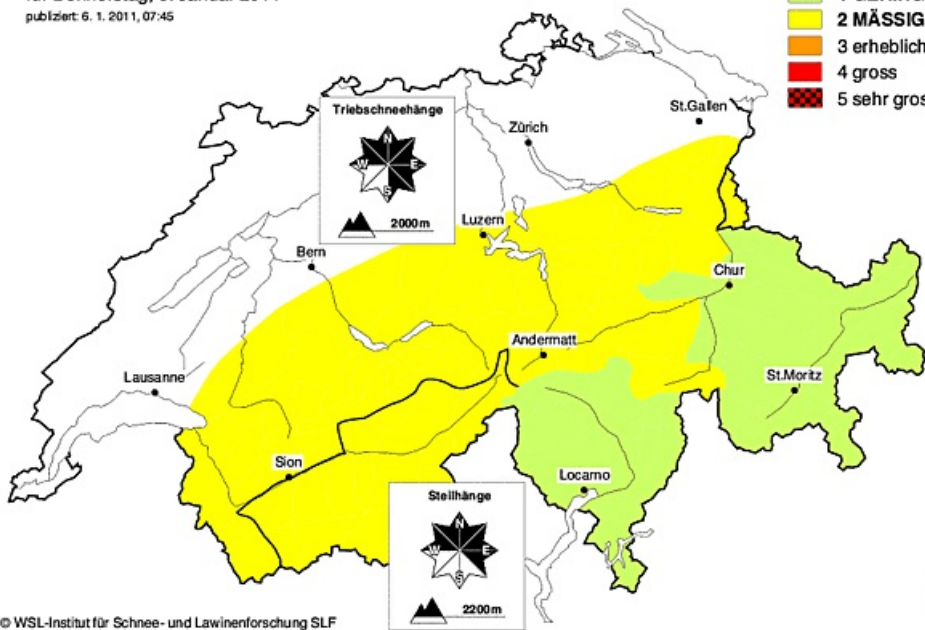 publiziert: 6. 1. 2011, 07:45
2 MÄSSIG
3 erheblich
4 gross
5 sehr gros
St.Gallen
Zürich
Triebschneehänge
N
W E
S
2000m
Luzern
Bern
Chur
Andermatt
Lausanne
St.Moritz
Sion
Locarno
Steilhänge
N
W E
S
2200m
© WSL-Institut für Schnee- und Lawinenforschung SLF